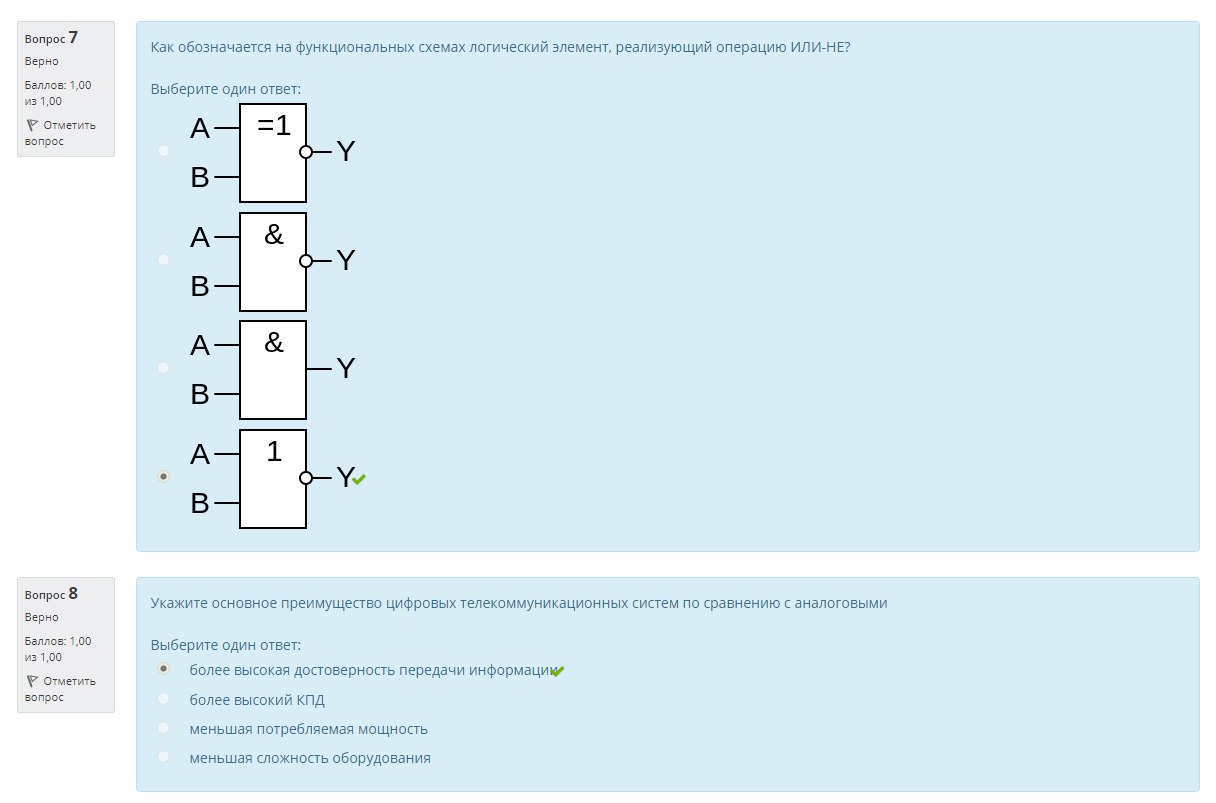 Вопрос 7
Верно
Баллов: 1,00
из 1,00
Отметить
вопрос
Как обозначается на функциональных схемах логический элемент, реализующий операцию ИЛИ-НЕ?
Выберите один ответ:
A
=1
Y
B
A
&
Y
B
A
&
Y
B
A
1
Y
B
Вопрос 8
Верно
Баллов: 1,00
из 1,00
Отметить
вопрос
Укажите основное преимущество цифровых телекоммуникационных систем по сравнению с аналоговыми
Выберите один ответ:
более высокая достоверность передачи информации
более высокий КПД
меньшая потребляемая мощность
меньшая сложность оборудования